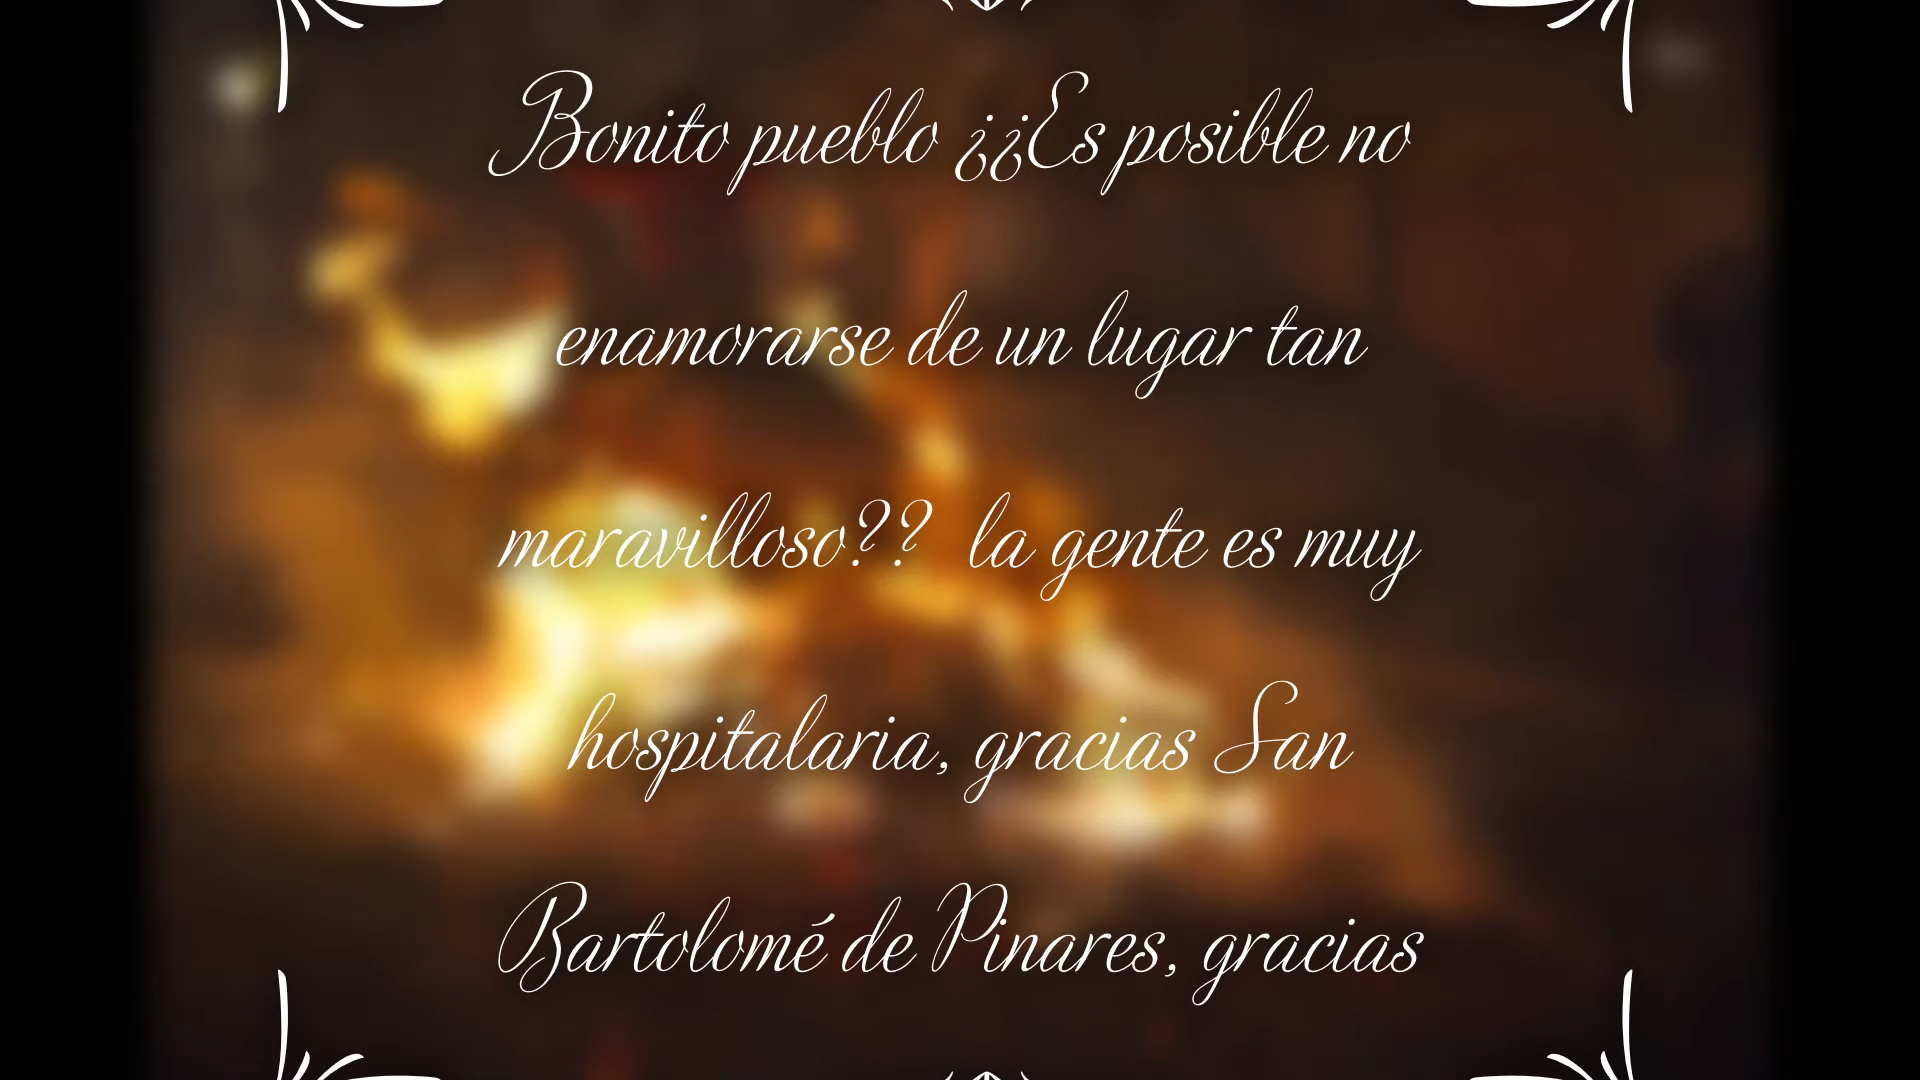 Bonito pueblo ¿¿Es posible no
enamorarse de un lugar tan
maravilloso?? la gente es muy
hospitalaria, gracias San
Bartolomé de Pinares, gracias